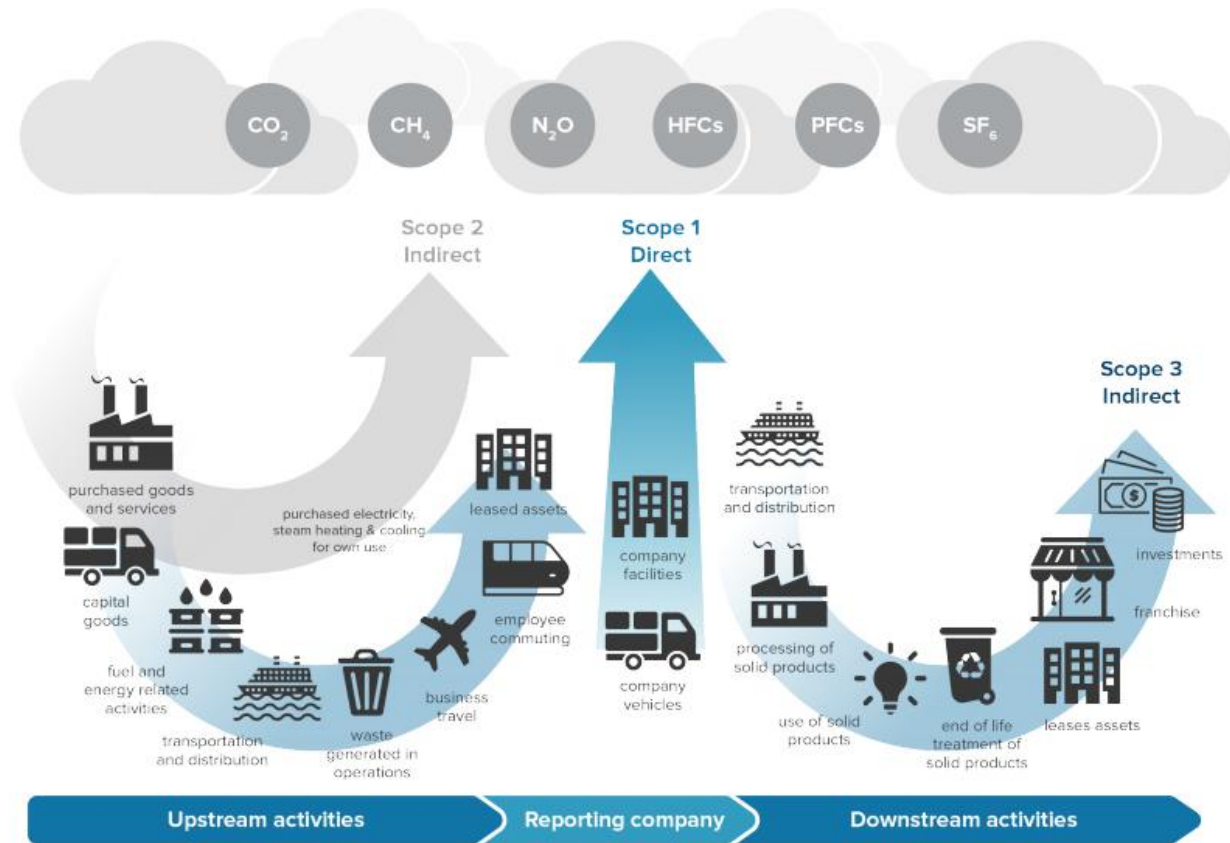 CO₂
CH₄
N₂O
HFCs
PFCs
SF₆
Scope 2
Indirect
Scope 1
Direct
Scope 3
Indirect
purchased goods
and services
capital
goods
fuel and
energy related
activities
transportation
and distribution
waste
generated in
operations
business
travel
employee
commuting
leased assets
purchased electricity,
steam heating & cooling
for own use
company
facilities
company
vehicles
transportation
and distribution
processing of
solid products
use of solid
products
end of life
treatment of
solid products
leases assets
franchise
investments
$
Upstream activities
Reporting company
Downstream activities